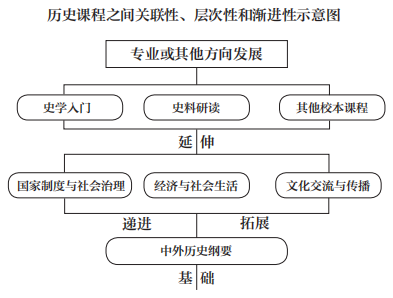 历史课程之间关联性、层次性和渐进性示意图
专业或其他方向发展
史学入门 史料研读 其他校本课程
延 伸
国家制度与社会治理 经济与社会生活 文化交流与传播
递进 拓展
中外历史纲要
基 础